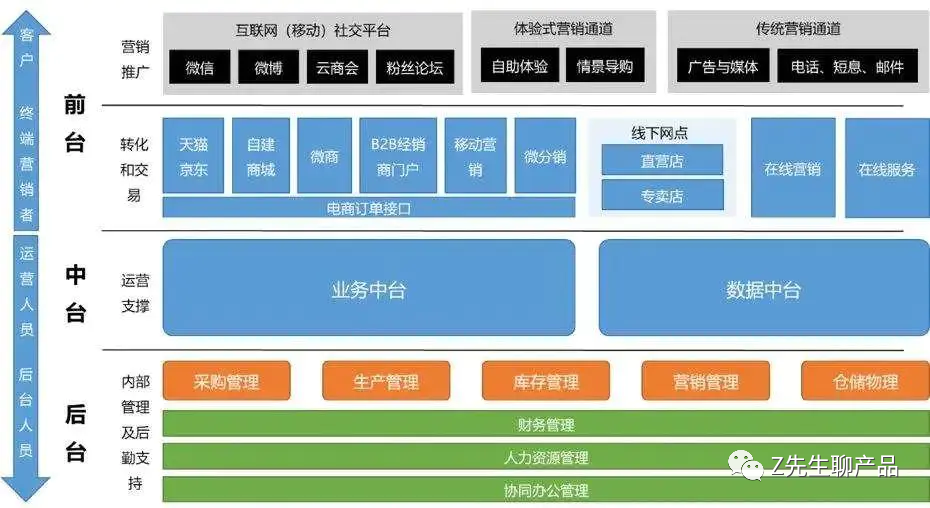 客户 终端营销者
运营人员 后台人员
前台
营销
推广
互联网（移动）社交平台
微信
微博
云商会
粉丝论坛
体验式营销通道
自助体验
情景导购
传统营销通道
广告与媒体
电话、短息、邮件
转化
和交
易
天猫
京东
自建
商城
微商
B2B经销
商门户
移动营
销
微分销
电商订单接口
线下网点
直营店
专卖店
在线营销
在线服务
中台
运营
支撑
业务中台
数据中台
后台
内部
管理
及后
勤支
持
采购管理
生产管理
库存管理
营销管理
仓储物理
财务管理
人力资源管理
协同办公管理
Z先生聊产品